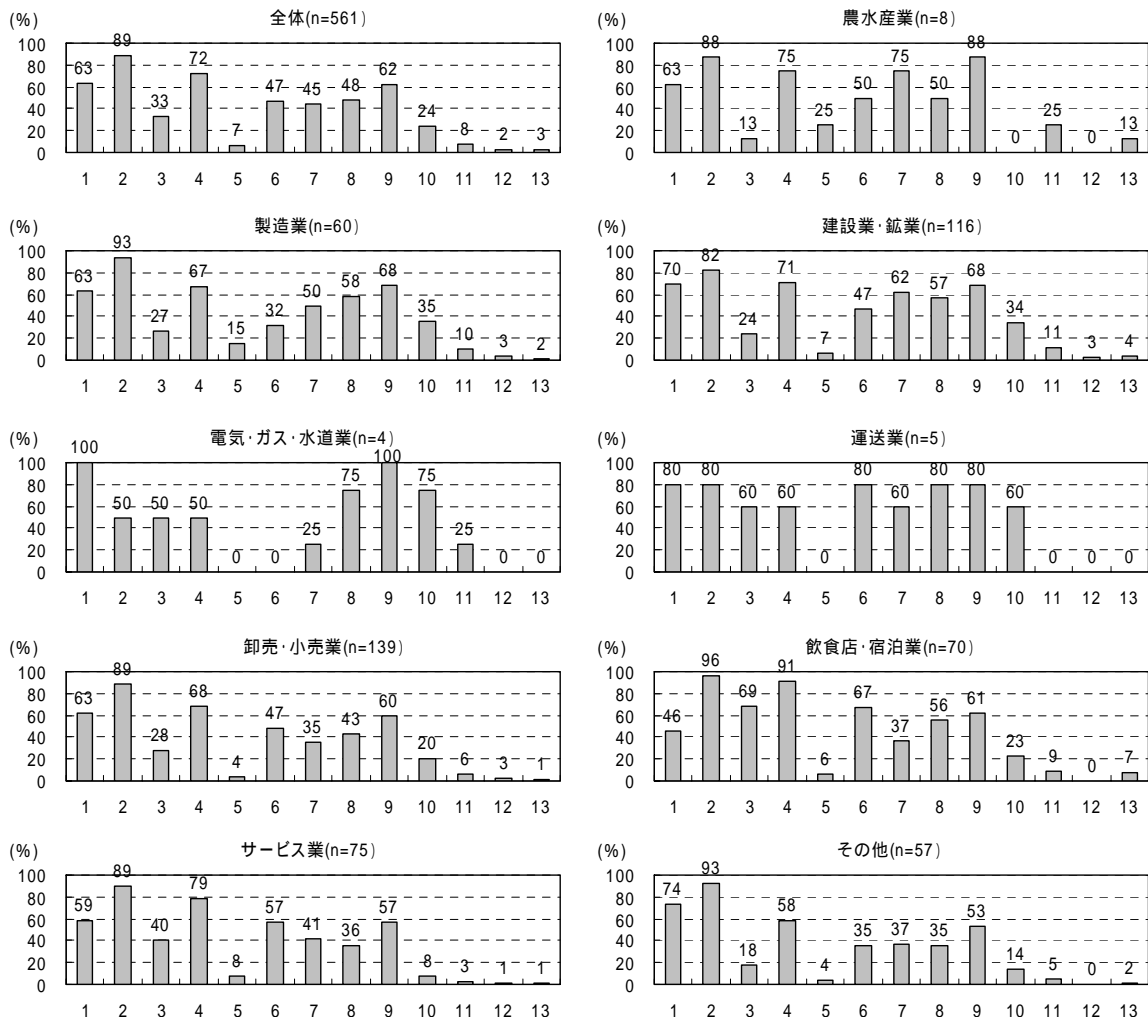 (%) 全体(n=561)
100
80
60
40
20
0
63 89 33 72 7 47 45 48 62 24 8 2 3
1 2 3 4 5 6 7 8 9 10 11 12 13
(%) 農水産業(n=8)
100
80
60
40
20
0
63 88 13 75 25 50 75 50 88 0 25 0 13
1 2 3 4 5 6 7 8 9 10 11 12 13
(%) 製造業(n=60)
100
80
60
40
20
0
63 93 27 67 15 32 50 58 68 35 10 3 2
1 2 3 4 5 6 7 8 9 10 11 12 13
(%) 建設業･鉱業(n=116)
100
80
60
40
20
0
70 82 24 71 7 47 62 57 68 34 11 3 4
1 2 3 4 5 6 7 8 9 10 11 12 13
(%) 電気･ガス･水道業(n=4)
100
80
60
40
20
0
100 50 50 50 0 0 25 75 100 75 25 0 0
1 2 3 4 5 6 7 8 9 10 11 12 13
(%) 運送業(n=5)
100
80
60
40
20
0
80 80 60 60 0 80 60 80 80 60 0 0 0
1 2 3 4 5 6 7 8 9 10 11 12 13
(%) 卸売･小売業(n=139)
100
80
60
40
20
0
63 89 28 68 4 47 35 43 60 20 6 3 1
1 2 3 4 5 6 7 8 9 10 11 12 13
(%) 飲食店･宿泊業(n=70)
100
80
60
40
20
0
46 96 69 91 6 67 37 56 61 23 9 0 7
1 2 3 4 5 6 7 8 9 10 11 12 13
(%) サービス業(n=75)
100
80
60
40
20
0
59 89 40 79 8 57 41 36 57 8 3 1 1
1 2 3 4 5 6 7 8 9 10 11 12 13
(%) その他(n=57)
100
80
60
40
20
0
74 93 18 58 4 35 37 35 53 14 5 0 2
1 2 3 4 5 6 7 8 9 10 11 12 13